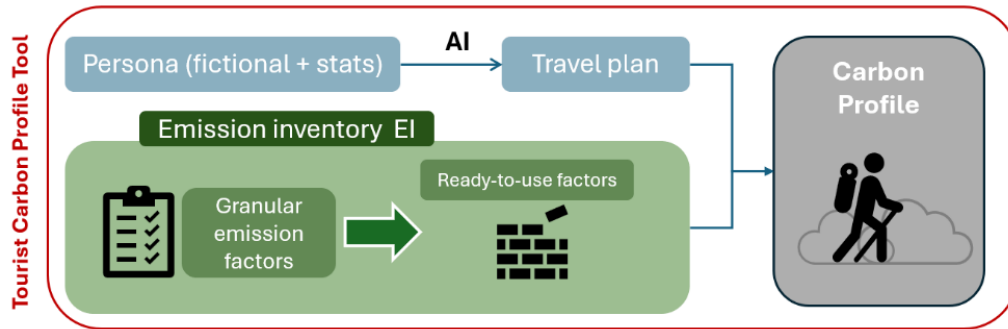 Tourist Carbon Profile Tool
Persona (fictional + stats)
AI
Travel plan
Carbon
Profile
Emission inventory EI
Granular
emission
factors
Ready-to-use factors